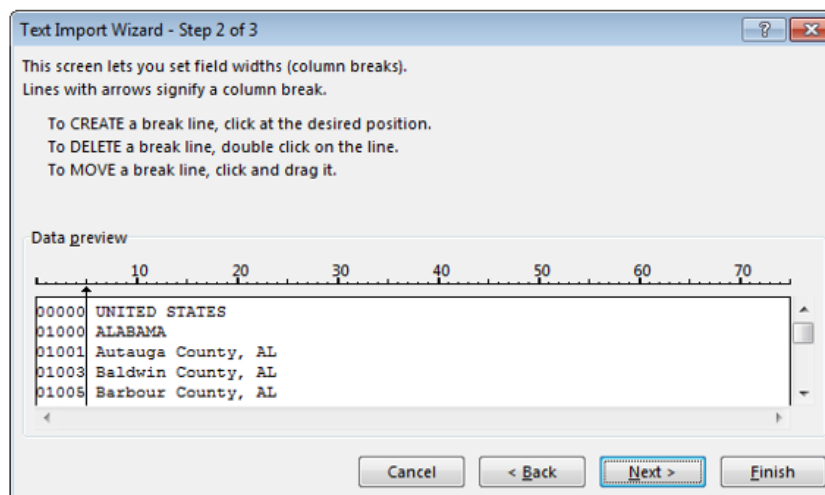 Text Import Wizard - Step 2 of 3
This screen lets you set field widths (column breaks).
Lines with arrows signify a column break.
To CREATE a break line, click at the desired position.
To DELETE a break line, double click on the line.
To MOVE a break line, click and drag it.
Data preview
10 20 30 40 50 60 70
00000 UNITED STATES
01000 ALABAMA
01001 Autauga County, AL
01003 Baldwin County, AL
01005 Barbour County, AL
Cancel < Back Next > Finish